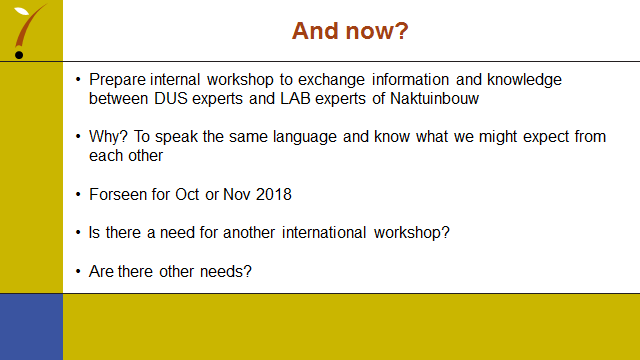 And now?
• Prepare internal workshop to exchange information and knowledge
between DUS experts and LAB experts of Naktuinbouw
• Why? To speak the same language and know what we might expect from
each other
• Forseen for Oct or Nov 2018
• Is there a need for another international workshop?
• Are there other needs?